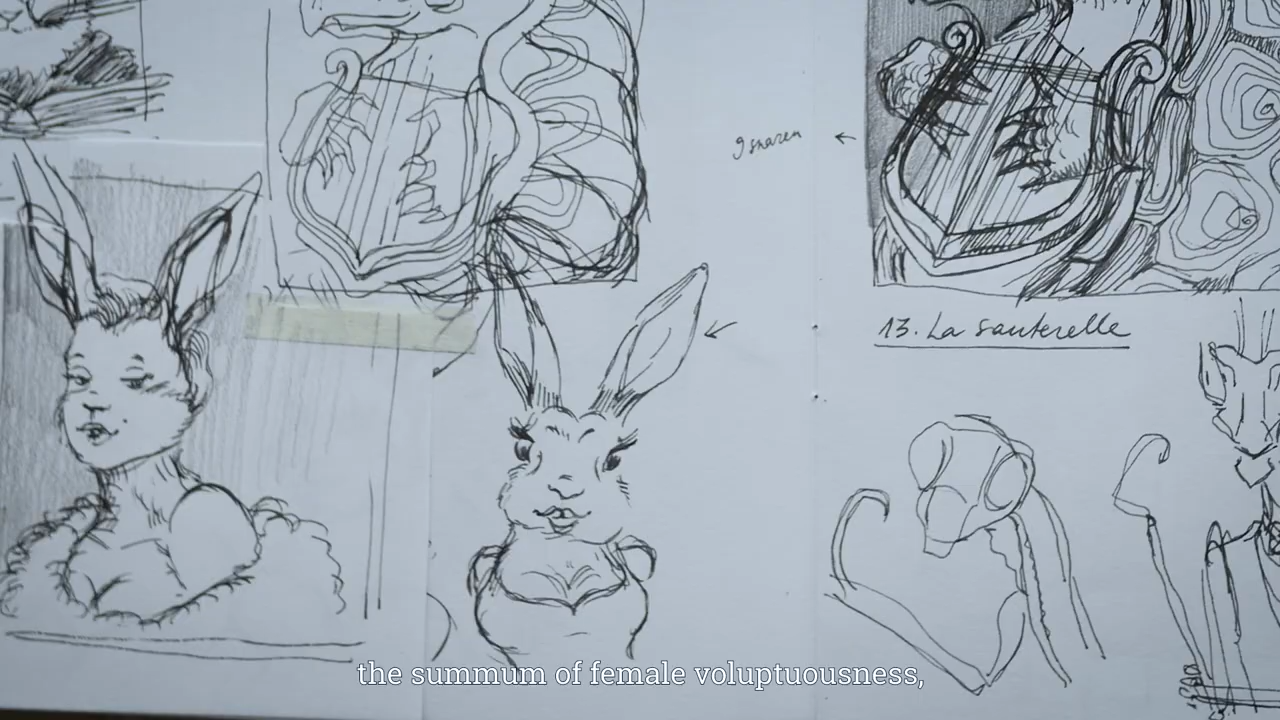 9 snaren
13. La sauterelle
the summum of female voluptuousness,